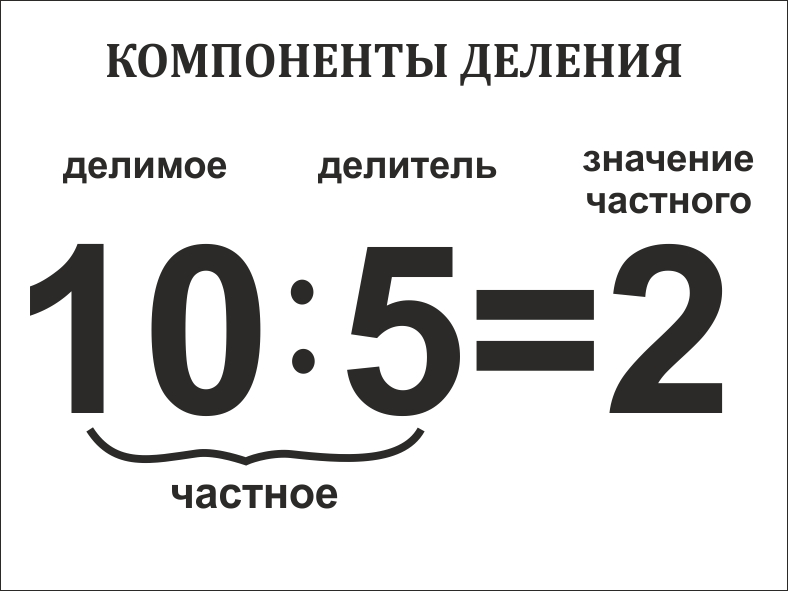 КОМПОНЕНТЫ ДЕЛЕНИЯ
делимое делитель значение
частного
10:5=2
частное